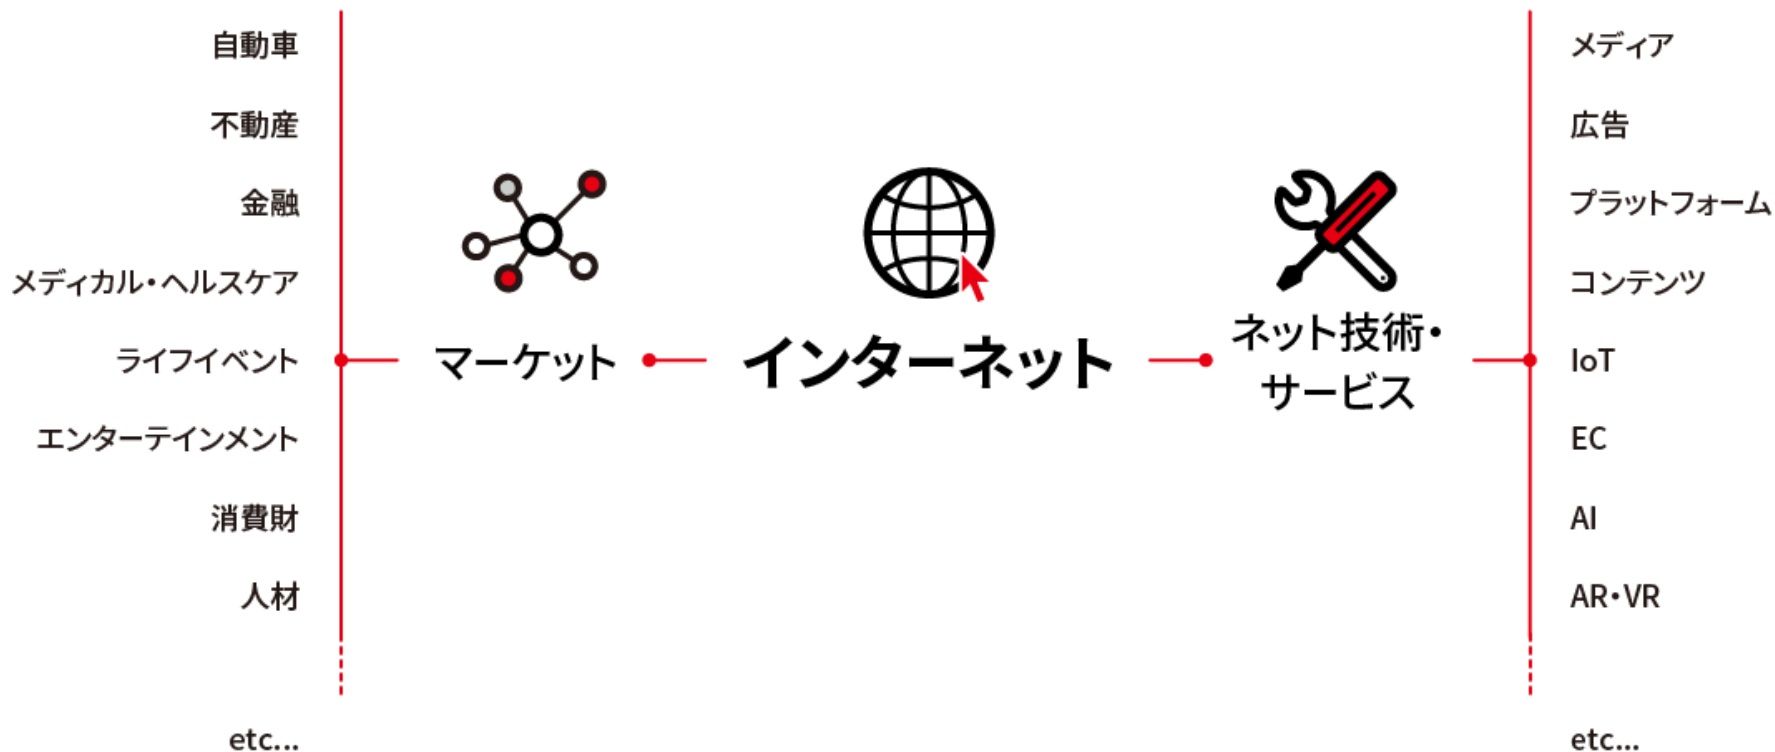 自動車
不動産
金融
メディカル・ヘルスケア
ライフイベント
エンターテインメント
消費財
人材
etc...
マーケット
インターネット
ネット技術・
サービス
メディア
広告
プラットフォーム
コンテンツ
IoT
EC
AI
AR・VR
etc...